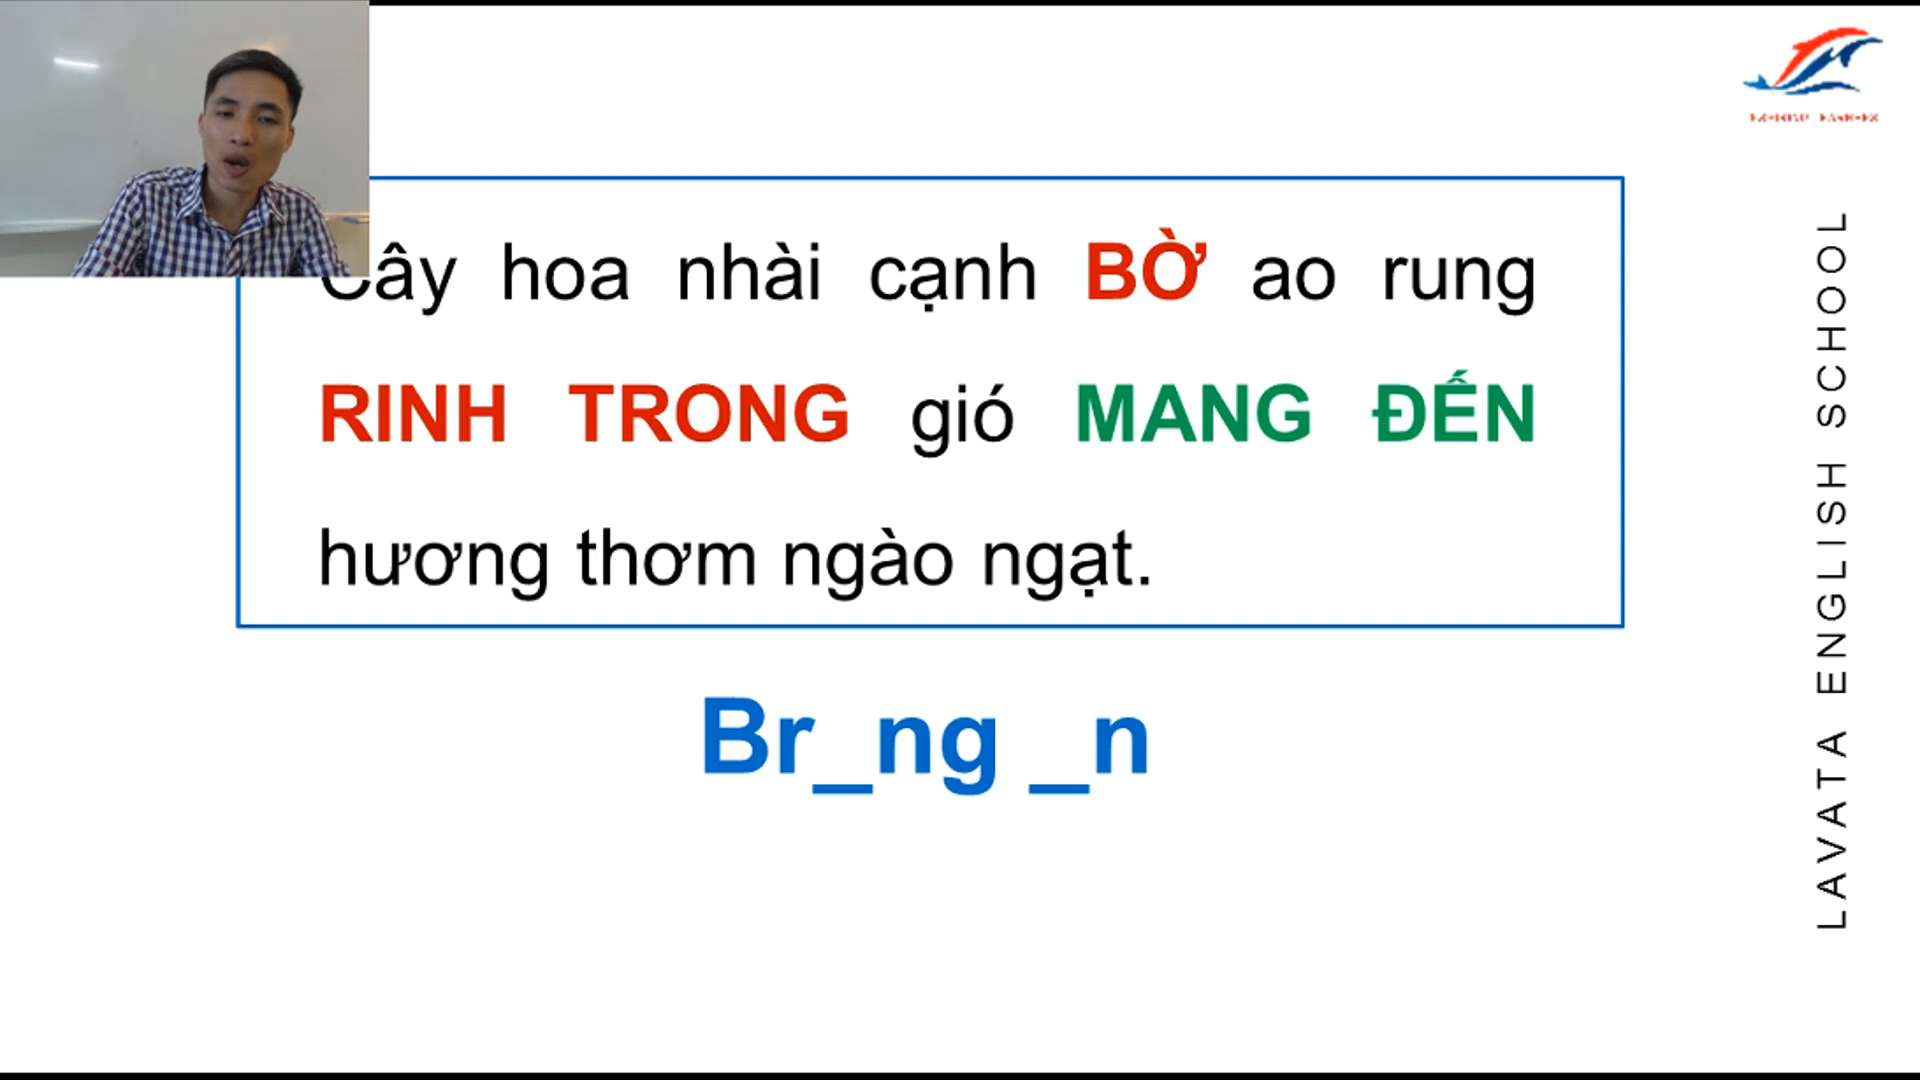 Cây hoa nhài cạnh BỜ ao rung
RINH TRONG gió MANG ĐẾN
hương thơm ngào ngạt.
Br_ng _n
LAVATA ENGLISH SCHOOL